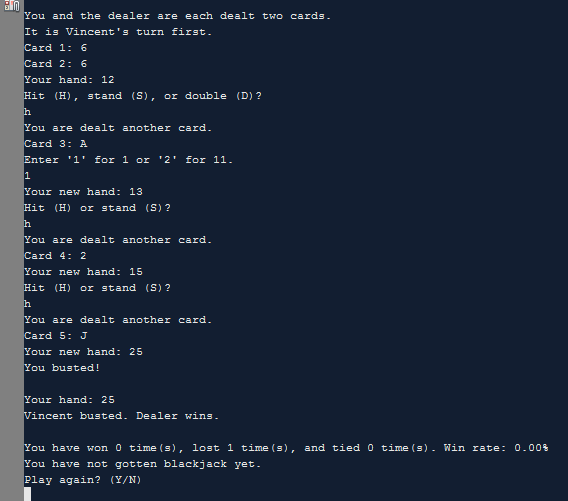 You and the dealer are each dealt two cards.
It is Vincent's turn first.
Card 1: 6
Card 2: 6
Your hand: 12
Hit (H), stand (S), or double (D)?
h
You are dealt another card.
Card 3: A
Enter '1' for 1 or '2' for 11.
1
Your new hand: 13
Hit (H) or stand (S)?
h
You are dealt another card.
Card 4: 2
Your new hand: 15
Hit (H) or stand (S)?
h
You are dealt another card.
Card 5: J
Your new hand: 25
You busted!
Your hand: 25
Vincent busted. Dealer wins.
You have won 0 time(s), lost 1 time(s), and tied 0 time(s). Win rate: 0.00%
You have not gotten blackjack yet.
Play again? (Y/N)